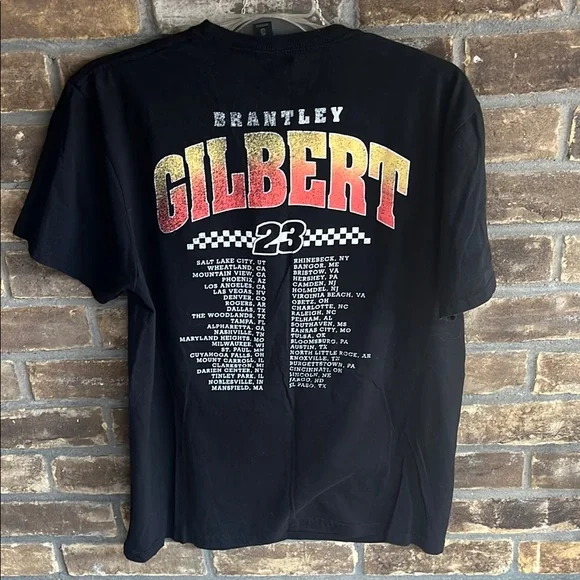 BRANTLEY
GILBERT
23
SALT LAKE CITY, UT
WHEATLAND, CA
MOUNTAIN VIEW, CA
PHOENIX, AZ
LOS ANGELES, CA
LAS VEGAS, NV
DENVER, CO
ROGERS, AR
DALLAS, TX
THE WOODLANDS, TX
TAMPA, FL
ALPHARETTA, GA
NASHVILLE, TN
MARYLAND HEIGHTS, MO
MILWAUKEE, WI
ST. PAUL, MN
CUYAHOGA FALLS, OH
MOUNT CARROLL, IL
CLARKSTON, MI
DARIEN CENTER, NY
TINLEY PARK, IL
NOBLESVILLE, IN
MANSFIELD, MA
RHINEBECK, NY
BANGOR, ME
BRISTOW, VA
HERSHEY, PA
CAMDEN, NJ
HOLMDEL, NJ
VIRGINIA BEACH, VA
OBETZ, OH
CHARLOTTE, NC
RALEIGH, NC
PELHAM, AL
SOUTHAVEN, MS
KANSAS CITY, MO
TULSA, OK
BLOOMSBURG, PA
AUSTIN, TX
NORTH LITTLE ROCK, AR
KNOXVILLE, TN
BURGETTSTOWN, PA
CINCINNATI, OH
LINCOLN, NE
FARGO, ND
EL PASO, TX